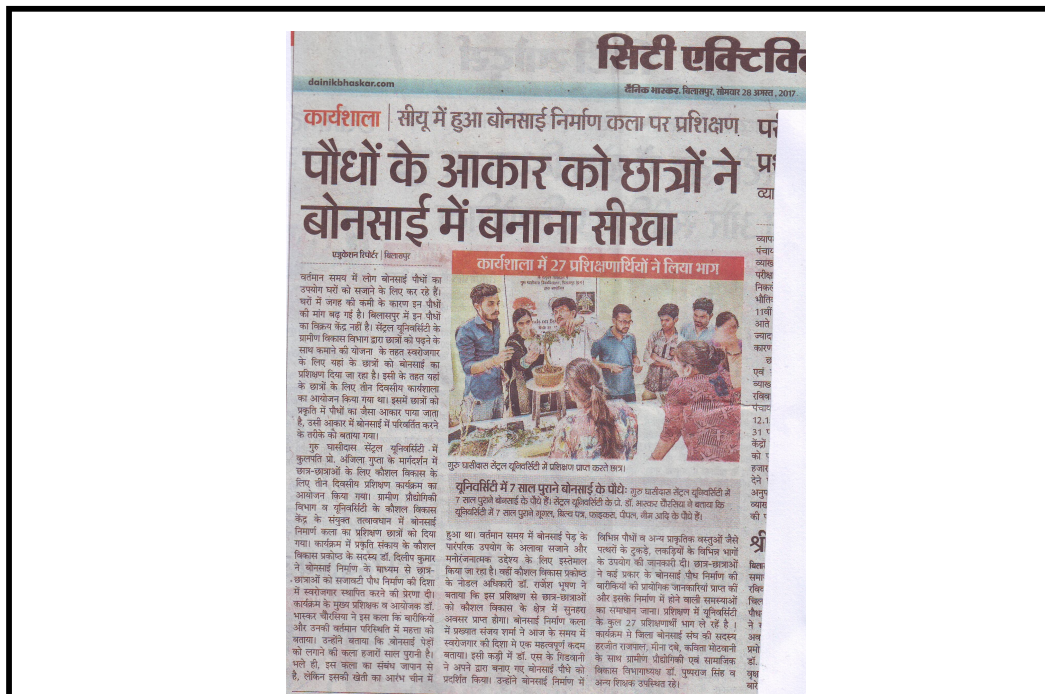 सिटी एक्टिवि
dainikbhaskar.com
दैनिक भास्कर. बिलासपुर, सोमवार 28 अगस्त, 2017
कार्यशाला | सीयू में हुआ बोनसाई निर्माण कला पर प्रशिक्षण
पौधों के आकार को छात्रों ने
बोनसाई में बनाना सीखा
एजुकेशन रिपोर्टर | बिलासपुर
वर्तमान समय में लोग बोनसाई पौधों का
उपयोग घरों को सजाने के लिए कर रहे हैं।
घरों में जगह की कमी के कारण इन पौधों
की मांग बढ़ गई है। बिलासपुर में इन पौधों
का विक्रय केंद्र नहीं है। सेंट्रल यूनिवर्सिटी के
ग्रामीण विकास विभाग द्वारा छात्रों को पढ़ने के
साथ कमाने की योजना के तहत स्वरोजगार
के लिए यहां के छात्रों को बोनसाई का
प्रशिक्षण दिया जा रहा है। इसी के तहत यहां
के छात्रों के लिए तीन दिवसीय कार्यशाला
का आयोजन किया गया था। इसमें छात्रों को
प्रकृति में पौधों का जैसा आकार पाया जाता
है, उसी आकार में बोनसाई में परिवर्तित करने
के तरीके को बताया गया।
गुरु घासीदास सेंट्रल यूनिवर्सिटी में
कुलपति प्रो. अंजिला गुप्ता के मार्गदर्शन में
छात्र-छात्राओं के लिए कौशल विकास के
लिए तीन दिवसीय प्रशिक्षण कार्यक्रम का
आयोजन किया गया। ग्रामीण प्रौद्योगिकी
विभाग व यूनिवर्सिटी के कौशल विकास
केंद्र के संयुक्त तत्वावधान में बोनसाई
निर्माण कला का प्रशिक्षण छात्रों को दिया
गया। कार्यक्रम में प्रकृति संकाय के कौशल
विकास प्रकोष्ठ के सदस्य डॉ. दिलीप कुमार
ने बोनसाई निर्माण के माध्यम से छात्र-
छात्राओं को सजावटी पौध निर्माण की दिशा
में स्वरोजगार स्थापित करने की प्रेरणा दी।
कार्यक्रम के मुख्य प्रशिक्षक व आयोजक डॉ.
भास्कर चौरसिया ने इस कला कि बारीकियों
और उनकी वर्तमान परिस्थिति में महत्ता को
बताया। उन्होंने बताया कि बोनसाई पेड़ों
को लगाने की कला हजारों साल पुरानी है।
भले ही, इस कला का संबंध जापान से
है, लेकिन इसकी खेती का आरंभ चीन में
कार्यशाला में 27 प्रशिक्षणार्थियों ने लिया भाग
गुरु घासीदास सेंट्रल यूनिवर्सिटी में प्रशिक्षण प्राप्त करते छात्र।
यूनिवर्सिटी में 7 साल पुराने बोनसाई के पौधे: गुरु घासीदास सेंट्रल यूनिवर्सिटी में
7 साल पुराने बोनसाई के पौधे हैं। सेंट्रल यूनिवर्सिटी के प्रो. डॉ. भास्कर चौरसिया ने बताया कि
यूनिवर्सिटी में 7 पुराने गूगल, बिल्व पत्र, फाइकस, पीपल, नीम आदि के पौधे हैं।
हुआ था। वर्तमान समय में बोनसाई पेड़ के
पारंपरिक उपयोग के अलावा सजाने और
मनोरंजनात्मक उद्देश्य के लिए इस्तेमाल
किया जा रहा है। वहीं कौशल विकास प्रकोष्ठ
के नोडल अधिकारी डॉ. राजेश भूषण ने
बताया कि इस प्रशिक्षण से छात्र-छात्राओं
को कौशल विकास के क्षेत्र में सुनहरा
अवसर प्राप्त होगा। बोनसाई निर्माण कला
में प्रख्यात संजय शर्मा ने आज के समय में
स्वरोजगार की दिशा मे एक महत्वपूर्ण कदम
बताया। इसी कड़ी में डॉ. एस के गिडवानी
ने अपने द्वारा बनाए गए बोनसाई पौधे को
प्रदर्शित किया। उन्होंने बोनसाई निर्माण में
विभिन्न पौधों व अन्य प्राकृतिक वस्तुओं जैसे
पत्थरों के टुकड़े, लकड़ियों के विभिन्न भागों
के उपयोग की जानकारी दी। छात्र-छात्राओं
ने कई प्रकार के बोनसाई पौध निर्माण की
बारीकियों को प्रायोगिक जानकारियां प्राप्त कीं
और इसके निर्माण में होने वाली समस्याओं
का समाधान जाना। प्रशिक्षण में यूनिवर्सिटी
के कुल 27 प्रशिक्षणार्थी भाग ले रहें है ।
कार्यक्रम में जिला बोनसाई संघ की सदस्य
हरजीत राजपाल, मीना दबे, कविता मोटवानी
के साथ ग्रामीण प्रौद्योगिकी एवं सामाजिक
विकास विभागाध्यक्ष डॉ. पुष्पराज सिंह व
अन्य शिक्षक उपस्थित रहे।